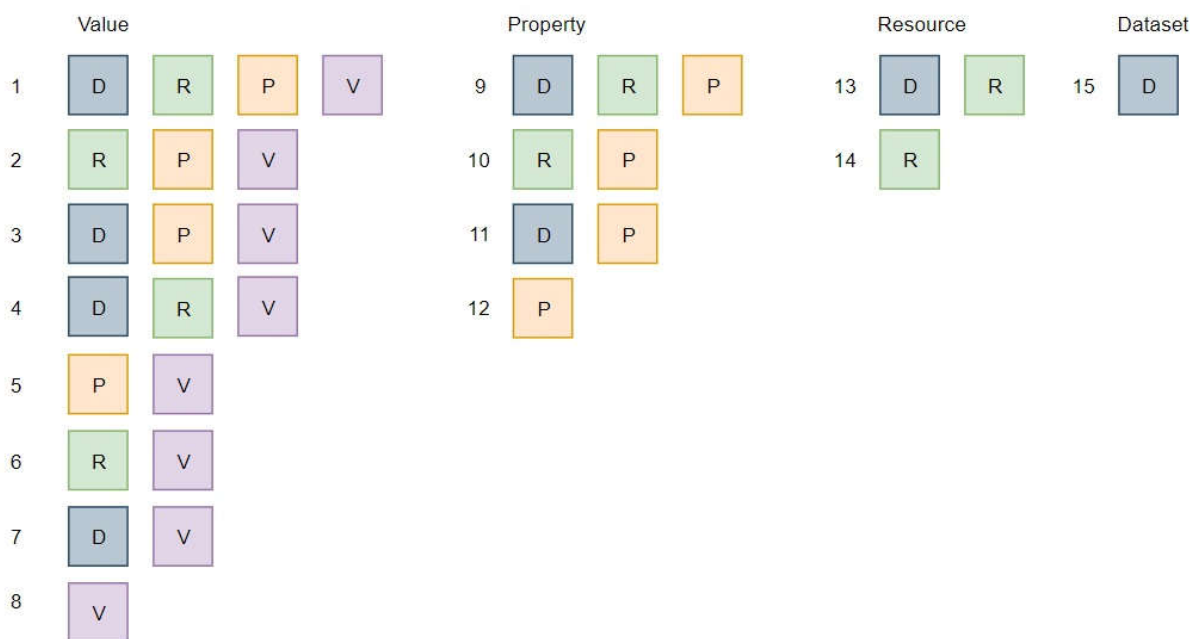 Value Property Resource Dataset
1 D R P V 9 D R P 13 D R 15 D
2 R P V 10 R P 14 R
3 D P V 11 D P
4 D R V 12 P
5 P V
6 R V
7 D V
8 V